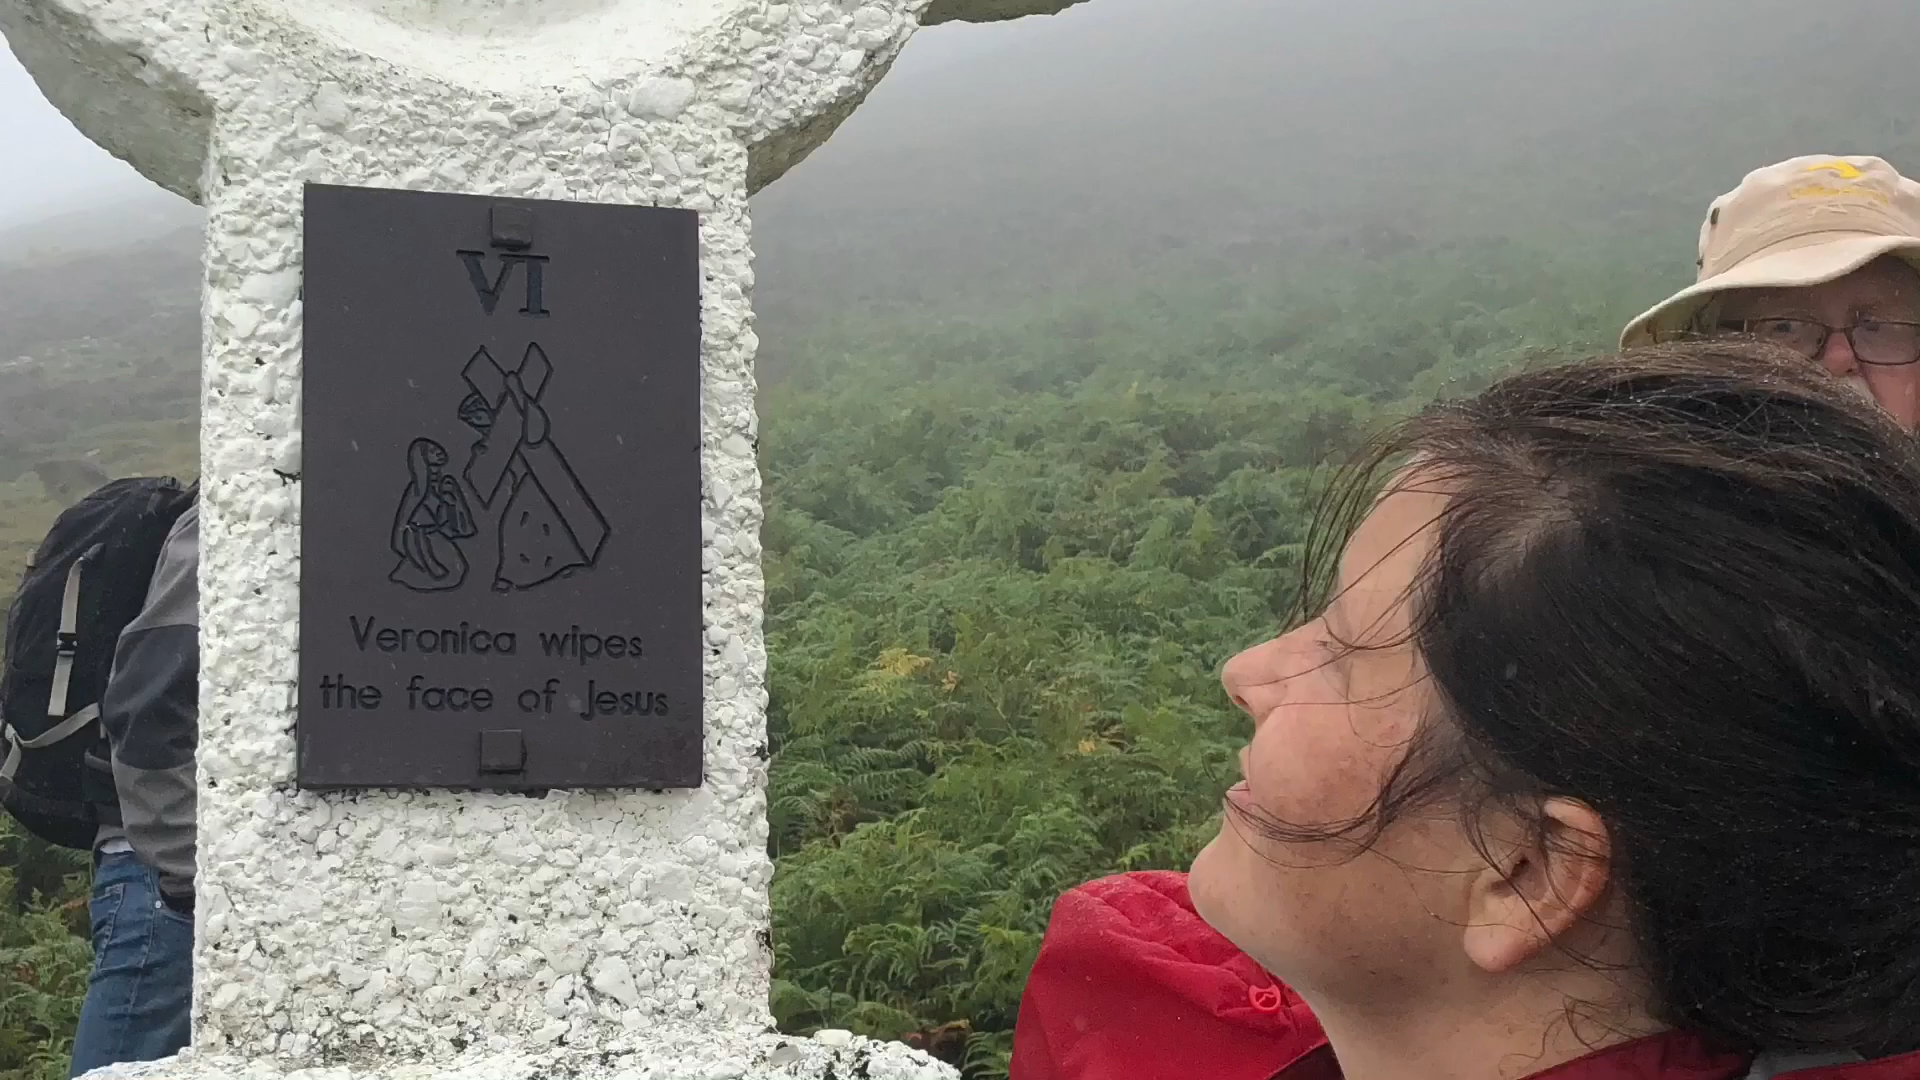 VI
Veronica wipes
the face of Jesus